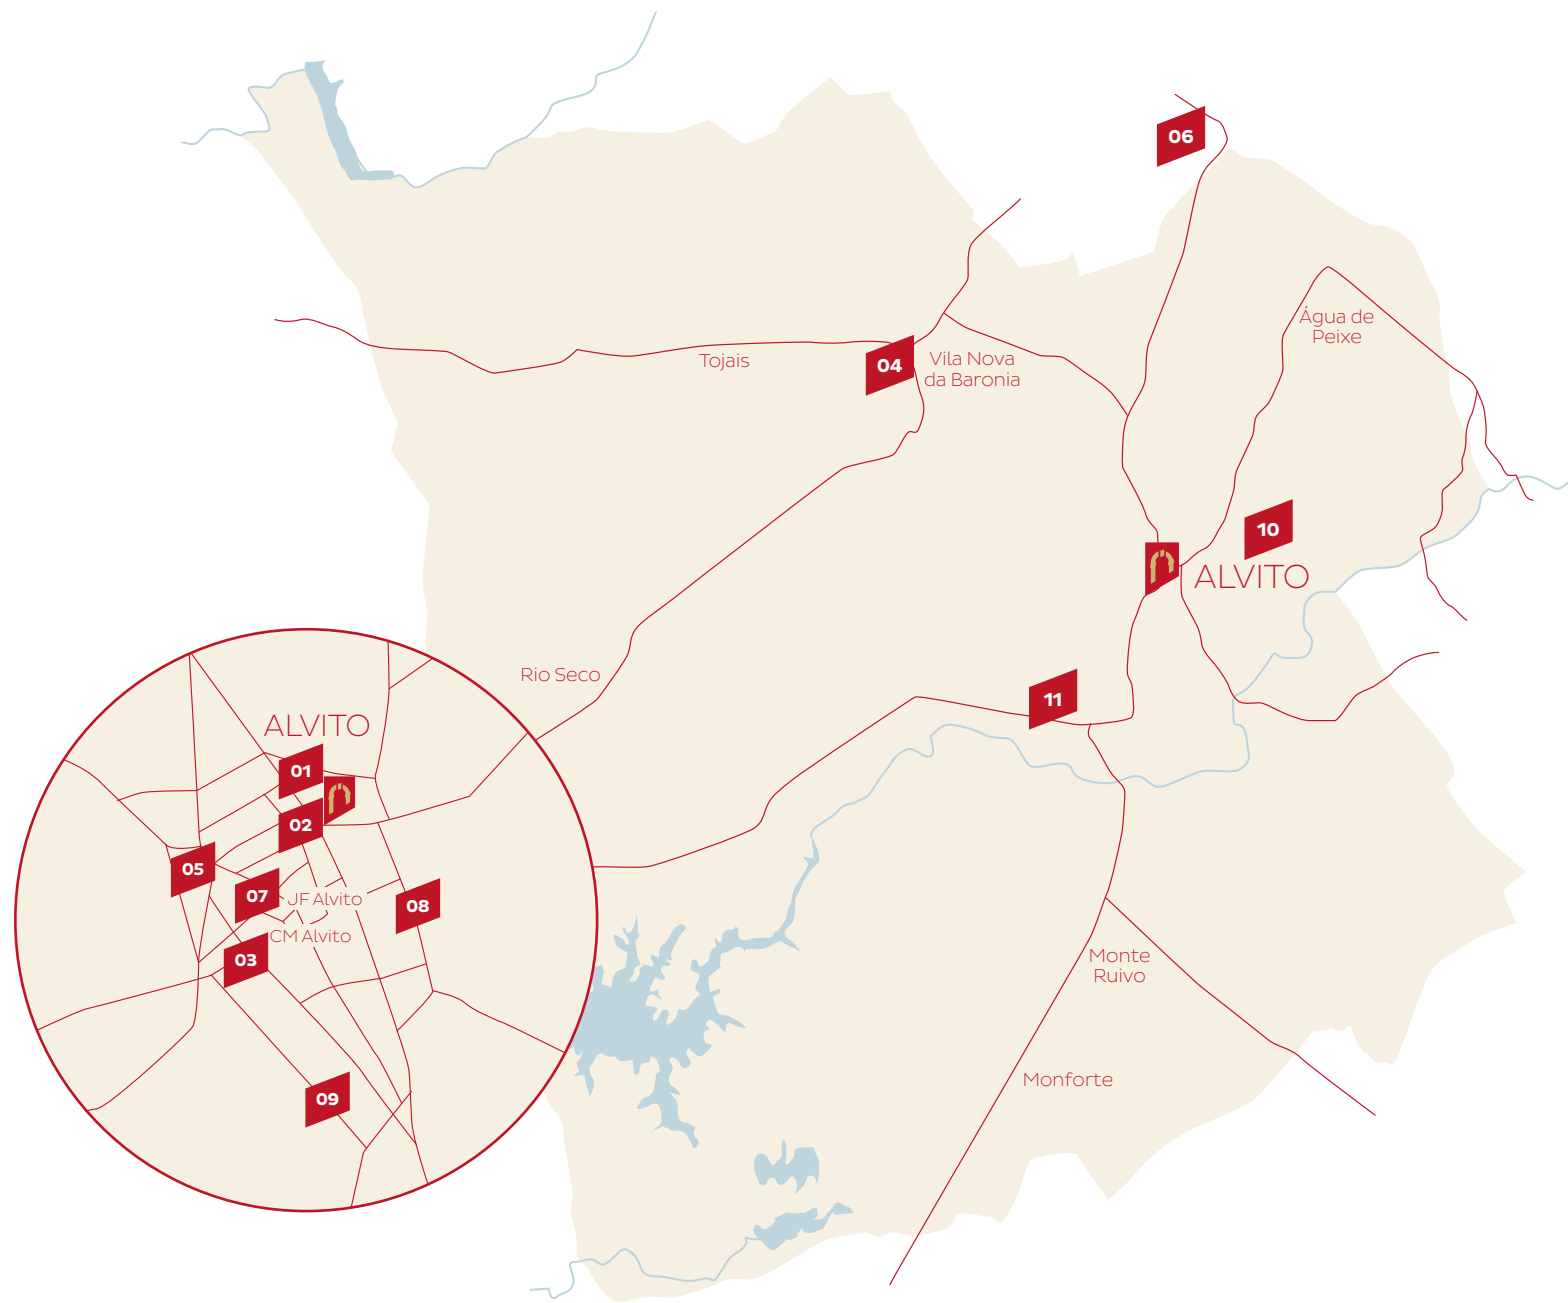 06
Água de
Peixe
04
Vila Nova
da Baronia
Tojais
10
ALVITO
Rio Seco
11
ALVITO
01
02
05
07
JF Alvito
08
CM Alvito
03
09
Monte
Ruivo
Monforte